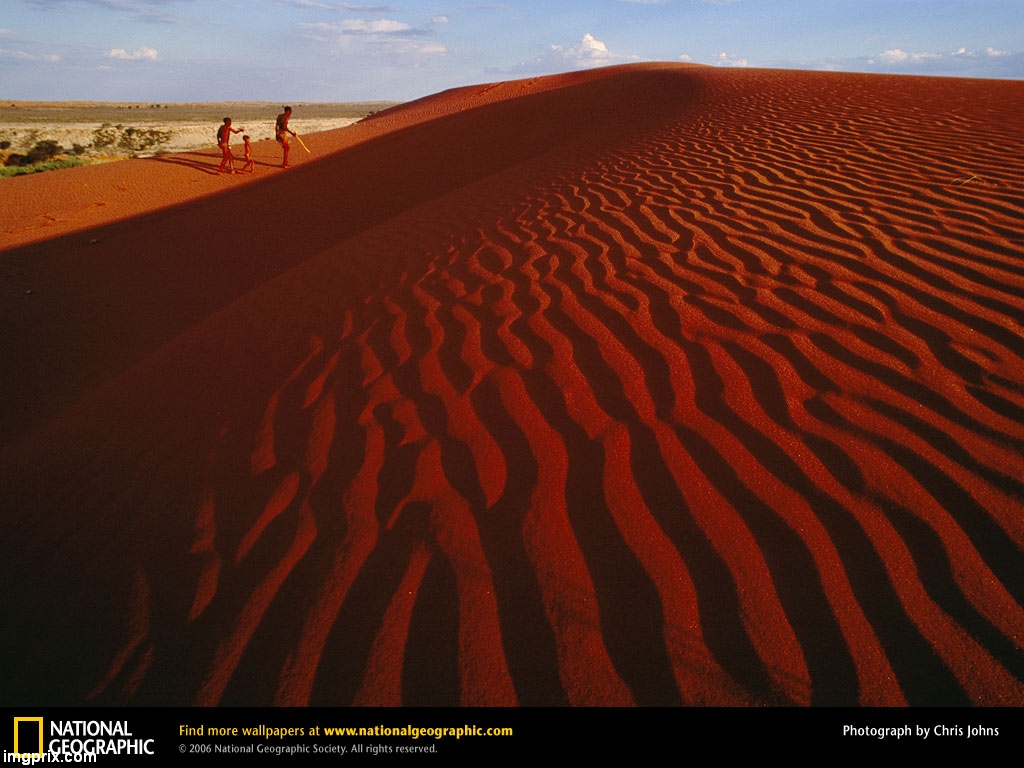 NATIONAL
GEOGRAPHIC
imgprix.com
Find more wallpapers at www.nationalgeographic.com
© 2006 National Geographic Society. All rights reserved.
Photograph by Chris Johns